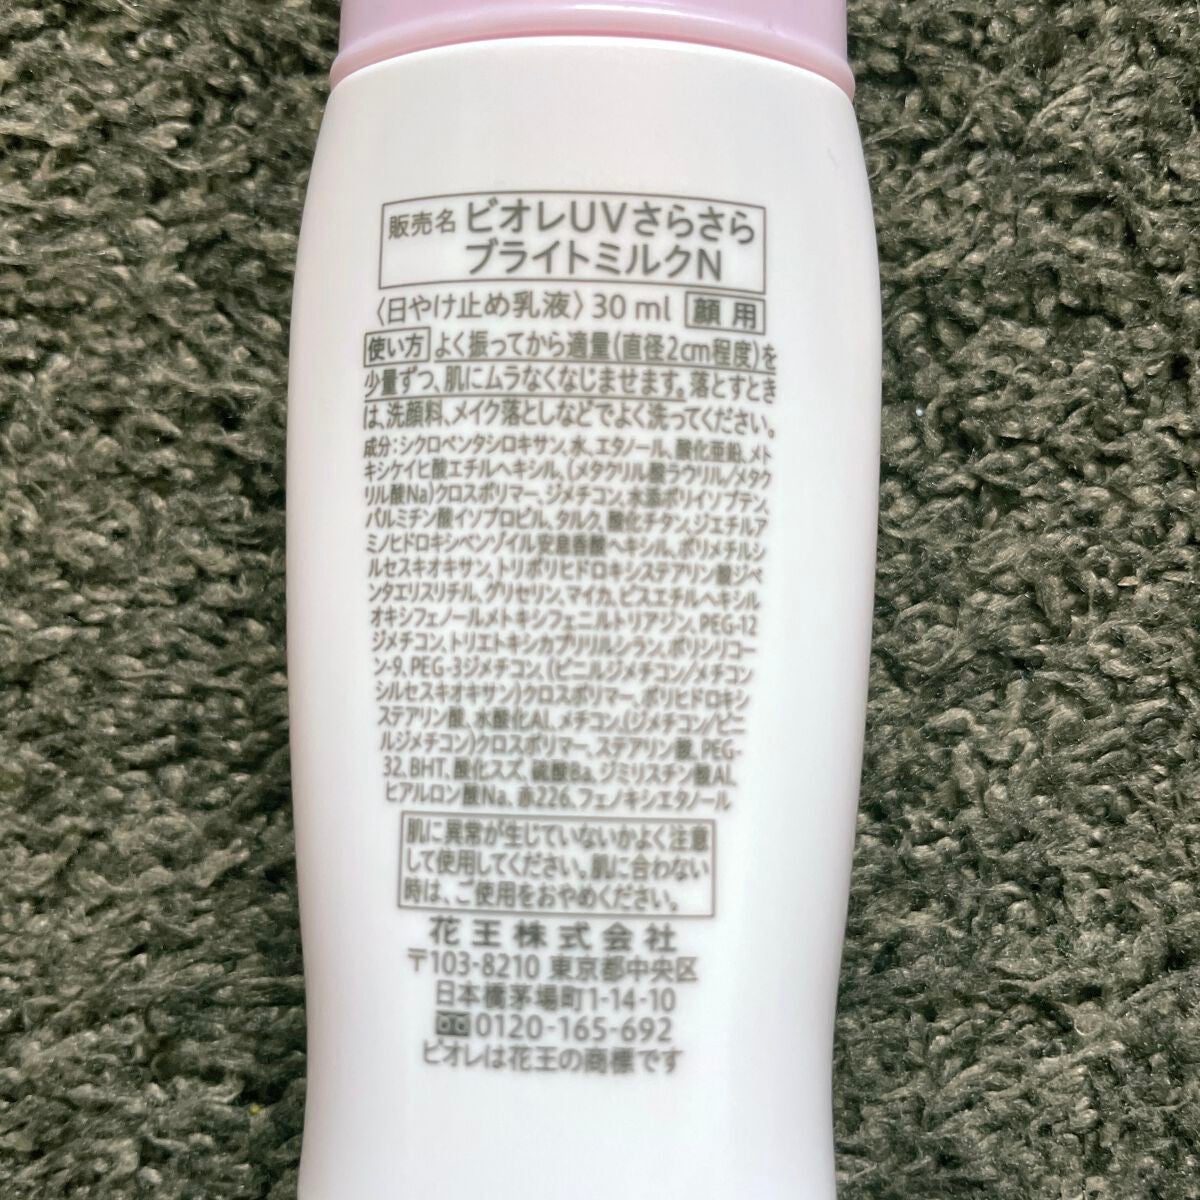 販売名 ビオレUVさらさら
ブライトミルクN
〈日やけ止め乳液〉30 ml 顔用
使い方 よく振ってから適量(直径2cm程度)を
少量ずつ、肌にムラなくなじませます。落とすとき
は、洗顔料、メイク落としなどでよく洗ってください。
成分:シクロペンタシロキサン、水、エタノール、酸化亜鉛、メト
キシケイヒ酸エチルヘキシル、(メタクリル酸ラウリル/メタク
リル酸Na)クロスポリマー、ジメチコン、水添ポリイソブテン、
パルミチン酸イソプロピル、タルク、酸化チタン、ジエチルア
ミノヒドロキシベンゾイル安息香酸ヘキシル、ポリメチルシ
ルセスキオキサン、トリポリヒドロキシステアリン酸ジペ
ンタエリスリチル、グリセリン、マイカ、ビスエチルヘキシル
オキシフェノールメトキシフェニルトリアジン、PEG-12
ジメチコン、トリエトキシカプリリルシラン、ポリシリコー
ン-9、PEG-3ジメチコン、(ビニルジメチコン/メチコン
シルセスキオキサン)クロスポリマー、ポリヒドロキシ
ステアリン酸、水酸化Al、メチコン、(ジメチコン/ビニ
ルジメチコン)クロスポリマー、ステアリン酸、PEG-
32、BHT、酸化スズ、硫酸Ba、ジミリスチン酸Al、
ヒアルロン酸Na、赤226、フェノキシエタノール
肌に異常が生じていないかよく注意
して使用してください。肌に合わない
時は、ご使用をおやめください。
花王株式会社
〒103-8210 東京都中央区
日本橋茅場町1-14-10
0120-165-692
ビオレは花王の商標です